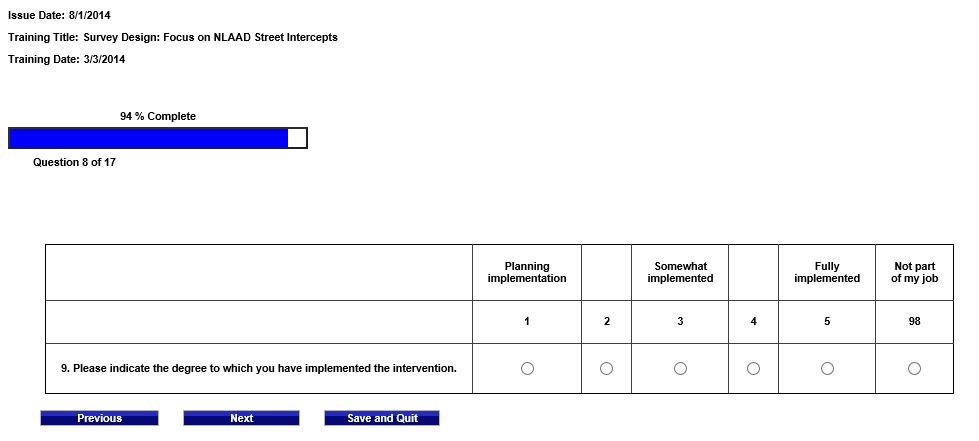 Issue Date: 8/1/2014
Training Title: Survey Design: Focus on NLAAD Street Intercepts
Training Date: 3/3/2014
94 % Complete
Question 8 of 17
Planning implementation
Somewhat implemented
Fully implemented
Not part of my job
1 2 3 4 5 98
9. Please indicate the degree to which you have implemented the intervention.
Previous Next Save and Quit